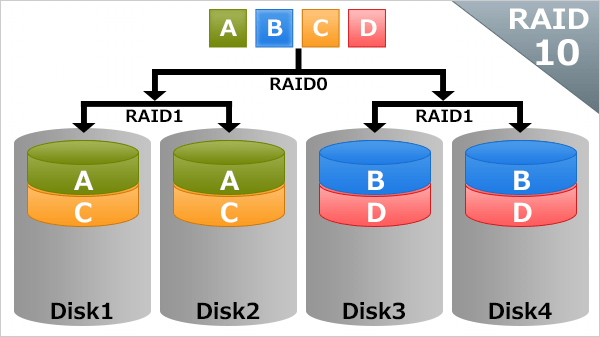 A B C D
RAID
10
RAID0
RAID1 RAID1
A A B B
C C D D
Disk1 Disk2 Disk3 Disk4